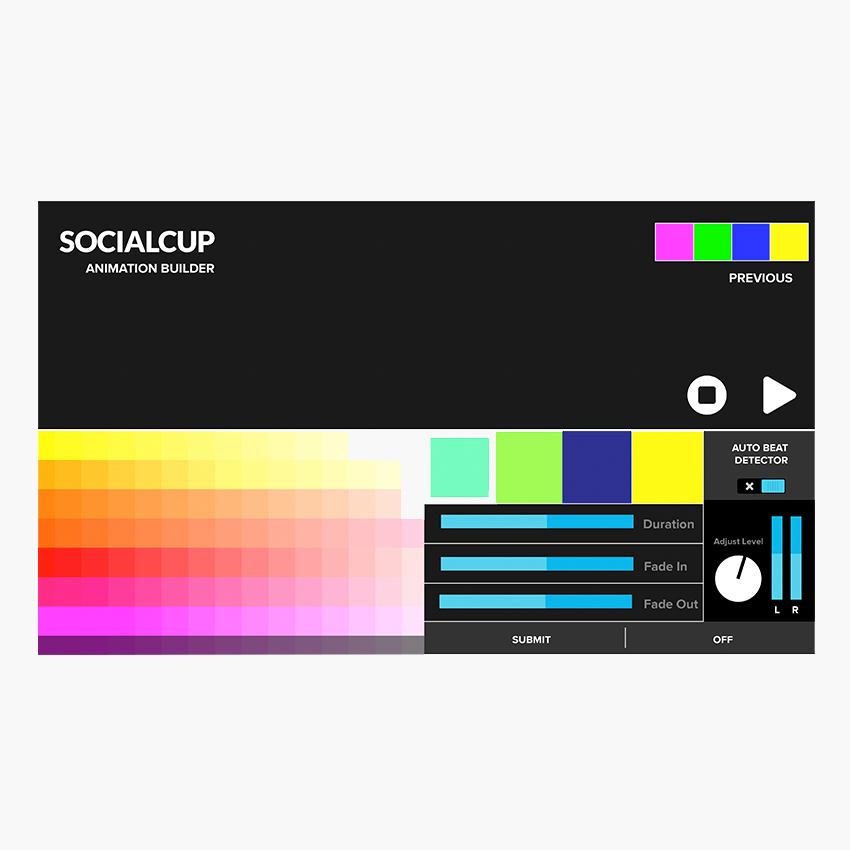 SOCIALCUP
ANIMATION BUILDER
PREVIOUS
AUTO BEAT
DETECTOR
Duration
Fade In
Fade Out
Adjust Level
L R
SUBMIT
OFF